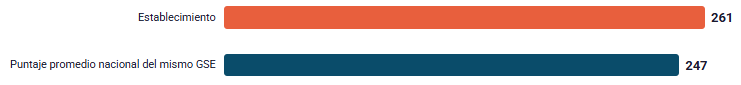 Establecimiento 261
Puntaje promedio nacional del mismo GSE 247